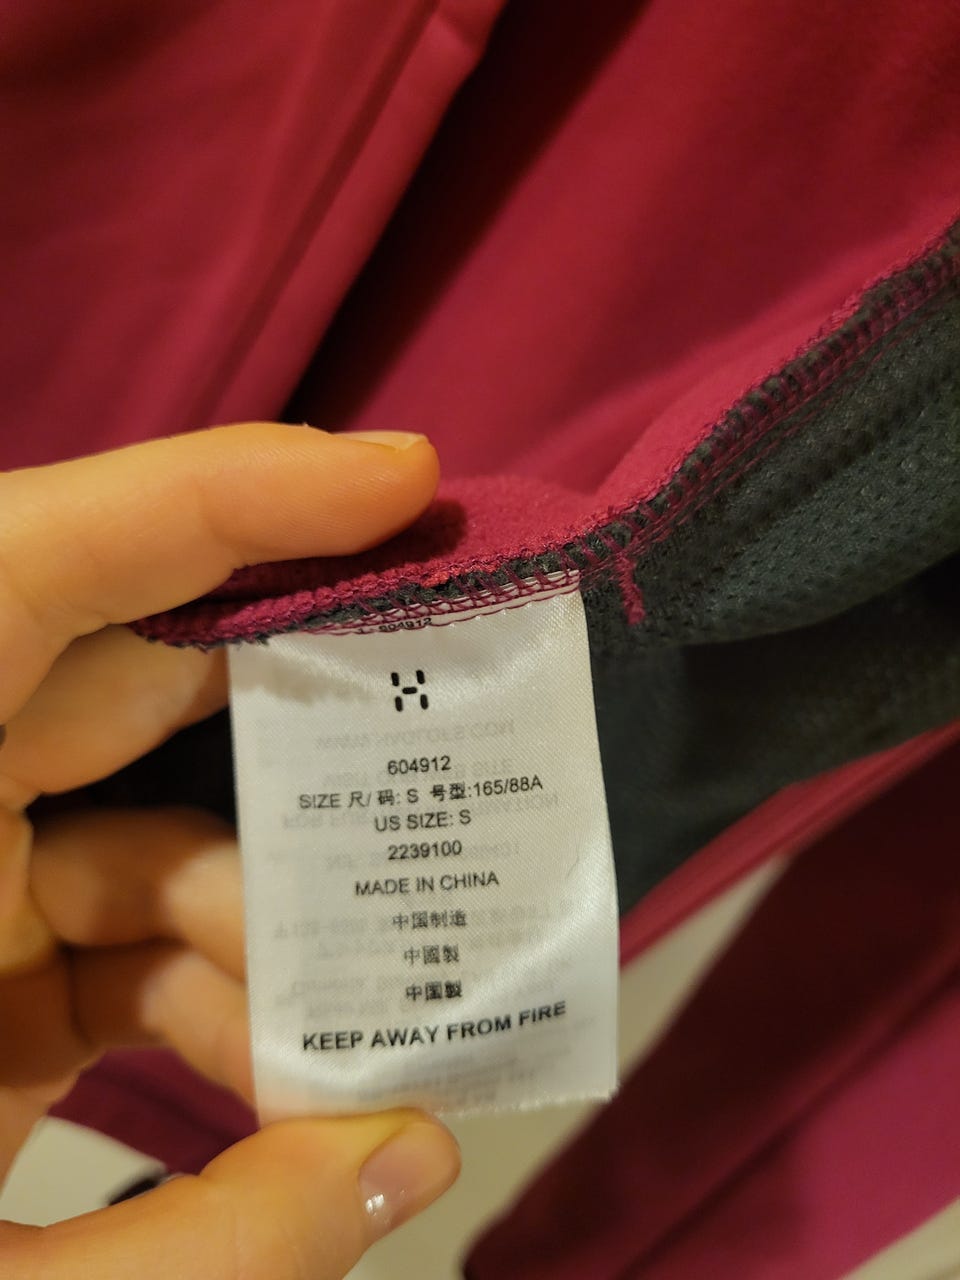 604912
604912
SIZE 尺/ 码: S 号型:165/88A
US SIZE: S
2239100
MADE IN CHINA
中国制造
中國製
中国製
KEEP AWAY FROM FIRE